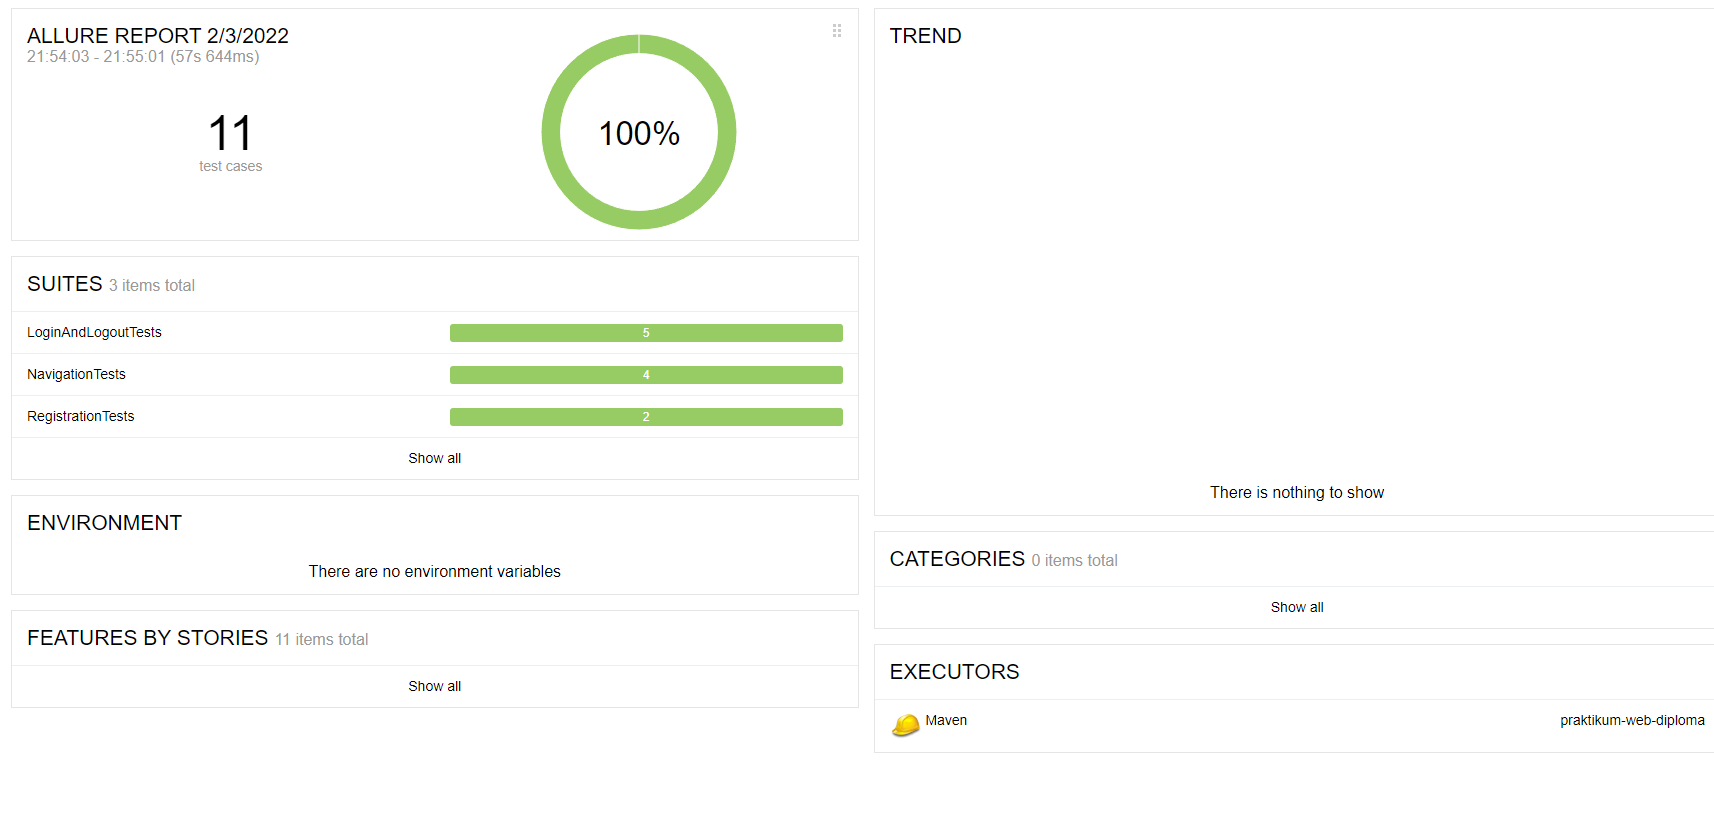 ALLURE REPORT 2/3/2022
21:54:03 - 21:55:01 (57s 644ms)
11
test cases
100%
SUITES 3 items total
LoginAndLogoutTests 5
NavigationTests 4
RegistrationTests 2
Show all
ENVIRONMENT
There are no environment variables
FEATURES BY STORIES 11 items total
Show all
TREND
There is nothing to show
CATEGORIES 0 items total
Show all
EXECUTORS
Maven praktikum-web-diploma